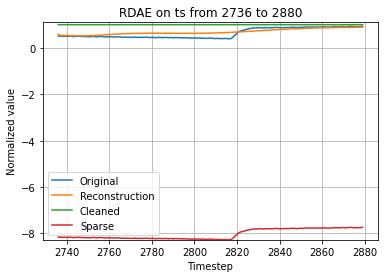 RDAE on ts from 2736 to 2880
Normalized value
0
−2
−4
−6
−8
Original
Reconstruction
Cleaned
Sparse
2740 2760 2780 2800 2820 2840 2860 2880
Timestep